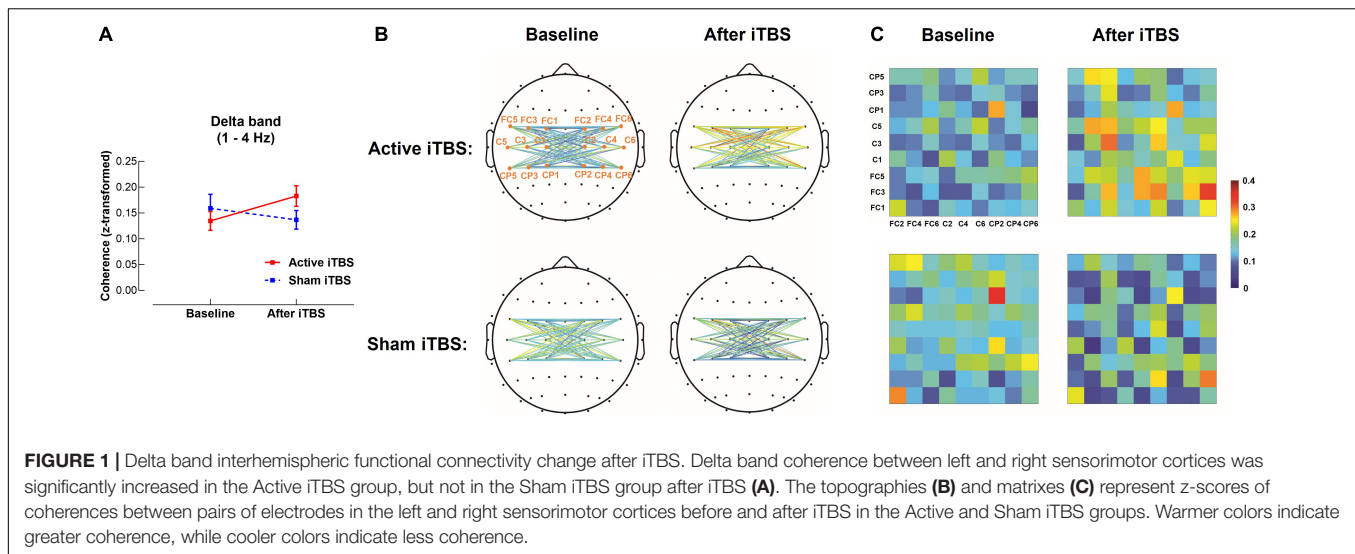 A
Delta band
(1 - 4 Hz)
Coherence (z-transformed)
0.25
0.20
0.15
0.10
0.05
0.00
Active iTBS
Sham iTBS
Baseline After iTBS
B
Baseline After iTBS
Active iTBS:
FC5 FC3 FC1 FC2 FC4 FC6
C5 C3 C4 C6
CP5 CP3 CP1 CP2 CP4 CP6
Sham iTBS:
C
Baseline After iTBS
CP5
CP3
CP1
C5
C3
C1
FC5
FC3
FC1
FC2 FC4 FC6 C2 C4 C6 CP2 CP4 CP6
0.4
0.3
0.2
0.1
0
FIGURE 1 | Delta band interhemispheric functional connectivity change after iTBS. Delta band coherence between left and right sensorimotor cortices was
significantly increased in the Active iTBS group, but not in the Sham iTBS group after iTBS (A). The topographies (B) and matrixes (C) represent z-scores of
coherences between pairs of electrodes in the left and right sensorimotor cortices before and after iTBS in the Active and Sham iTBS groups. Warmer colors indicate
greater coherence, while cooler colors indicate less coherence.